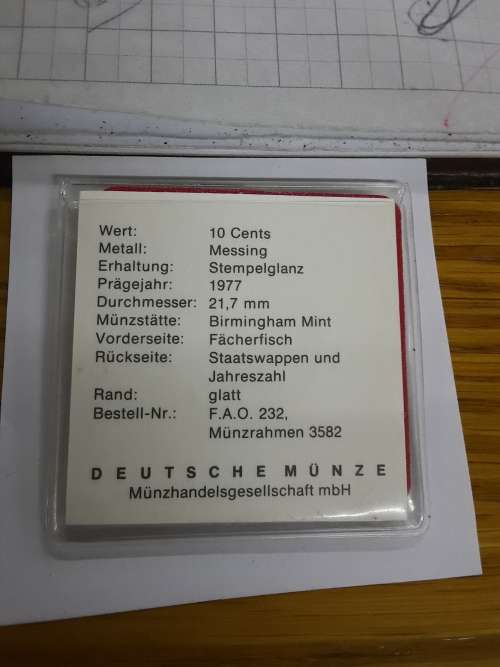 Wert: 10 Cents
Metall: Messing
Erhaltung: Stempelglanz
Prägejahr: 1977
Durchmesser: 21,7 mm
Münzstätte: Birmingham Mint
Vorderseite: Fächerfisch
Rückseite: Staatswappen und
Jahreszahl
Rand: glatt
Bestell-Nr.: F.A.O. 232,
Münzrahmen 3582
DEUTSCHE MÜNZE
Münzhandelsgesellschaft mbH